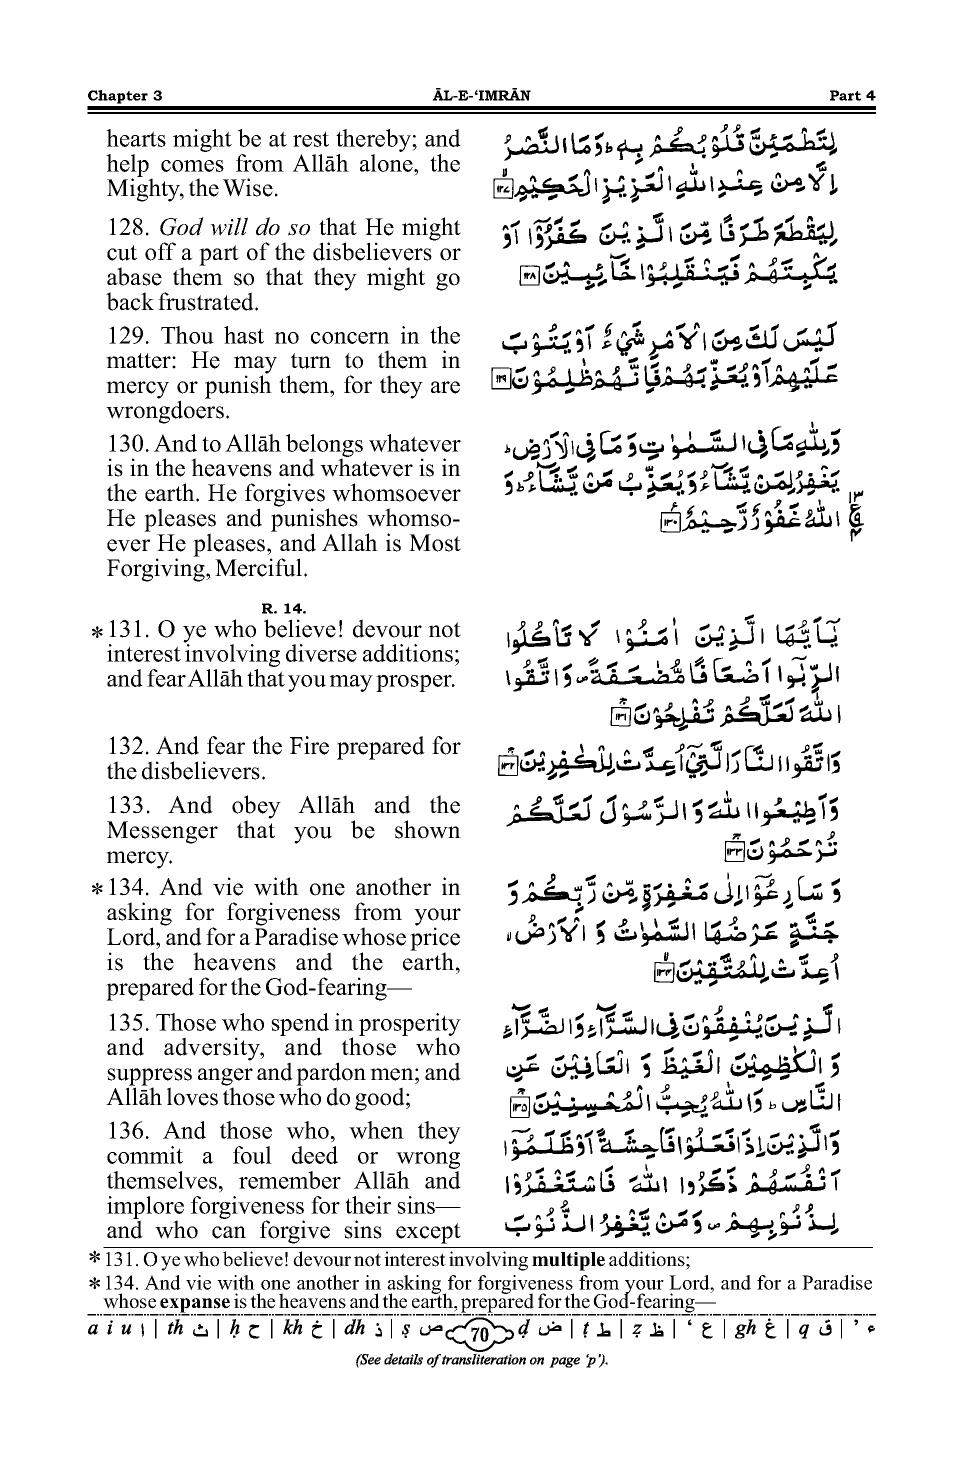 Chapter 3 ĀL-E-‘IMRĀN Part 4
hearts might be at rest thereby; and
help comes from Allāh alone, the
Mighty, the Wise.
128. God will do so that He might
cut off a part of the disbelievers or
abase them so that they might go
back frustrated.
129. Thou hast no concern in the
matter: He may turn to them in
mercy or punish them, for they are
wrongdoers.
130. And to Allāh belongs whatever
is in the heavens and whatever is in
the earth. He forgives whomsoever
He pleases and punishes whomso-
ever He pleases, and Allah is Most
Forgiving, Merciful.
R. 14.
*131. O ye who believe! devour not
interest involving diverse additions;
and fear Allāh that you may prosper.
132. And fear the Fire prepared for
the disbelievers.
133. And obey Allāh and the
Messenger that you be shown
mercy.
*134. And vie with one another in
asking for forgiveness from your
Lord, and for a Paradise whose price
is the heavens and the earth,
prepared for the God-fearing—
135. Those who spend in prosperity
and adversity, and those who
suppress anger and pardon men; and
Allāh loves those who do good;
136. And those who, when they
commit a foul deed or wrong
themselves, remember Allāh and
implore forgiveness for their sins—
and who can forgive sins except
لِتَطْمَئِنَّ قُلُوْبُكُمْ بِهٖ ؕ وَمَا النَّصْرُ
اِلَّا مِنْ عِنْدِ اللّٰهِ الْعَزِيْزِ الْحَكِيْمِ ۙ﴿۱۲۷﴾
لِيَقْطَعَ طَرَفًا مِّنَ الَّذِيْنَ كَفَرُوْۤا اَوْ
يَكْبِتَهُمْ فَيَنْقَلِبُوْا خَآئِبِيْنَ ﴿۱۲۸﴾
لَيْسَ لَكَ مِنَ الْاَمْرِ شَيْءٌ اَوْ يَتُوْبَ
عَلَيْهِمْ اَوْ يُعَذِّبَهُمْ فَاِنَّهُمْ ظٰلِمُوْنَ ﴿۱۲۹﴾
وَلِلّٰهِ مَا فِي السَّمٰوٰتِ وَمَا فِي الْاَرْضِ ؕ
يَغْفِرُ لِمَنْ يَّشَآءُ وَيُعَذِّبُ مَنْ يَّشَآءُ ؕ وَ
اللّٰهُ غَفُوْرٌ رَّحِيْمٌ ﴿۱۳۰﴾
يٰۤاَيُّهَا الَّذِيْنَ اٰمَنُوْا لَا تَاْكُلُوا
الرِّبٰۤوا اَضْعَافًا مُّضٰعَفَةً ۪ وَاتَّقُوا
اللّٰهَ لَعَلَّكُمْ تُفْلِحُوْنَ ۚ﴿۱۳۱﴾
وَاتَّقُوا النَّارَ الَّتِيْۤ اُعِدَّتْ لِلْكٰفِرِيْنَ ۚ﴿۱۳۲﴾
وَاَطِيْعُوا اللّٰهَ وَالرَّسُوْلَ لَعَلَّكُمْ
تُرْحَمُوْنَ ۚ﴿۱۳۳﴾
وَ سَارِعُوْۤا اِلٰى مَغْفِرَةٍ مِّنْ رَّبِّكُمْ وَ
جَنَّةٍ عَرْضُهَا السَّمٰوٰتُ وَ الْاَرْضُ ۙ
اُعِدَّتْ لِلْمُتَّقِيْنَ ۙ﴿۱۳۴﴾
الَّذِيْنَ يُنْفِقُوْنَ فِي السَّرَّآءِ وَالضَّرَّآءِ
وَ الْكٰظِمِيْنَ الْغَيْظَ وَ الْعَافِيْنَ عَنِ
النَّاسِ ؕ وَاللّٰهُ يُحِبُّ الْمُحْسِنِيْنَ ۚ﴿۱۳۵﴾
وَالَّذِيْنَ اِذَا فَعَلُوْا فَاحِشَةً اَوْ ظَلَمُوْۤا
اَنْفُسَهُمْ ذَكَرُوا اللّٰهَ فَاسْتَغْفَرُوْا
لِذُنُوْبِهِمْ ۪ وَمَنْ يَّغْفِرُ الذُّنُوْبَ
*131. O ye who believe! devour not interest involving multiple additions;
*134. And vie with one another in asking for forgiveness from your Lord, and for a Paradise
whose expanse is the heavens and the earth, prepared for the God-fearing—
a i u ا | th ث | ḥ ح | kh خ | dh ذ | ṣ ص 70 ḍ ض | ṭ ط | ẓ ظ | ‘ ع | gh غ | q ق | ’ ء
(See details of transliteration on page ‘p’).